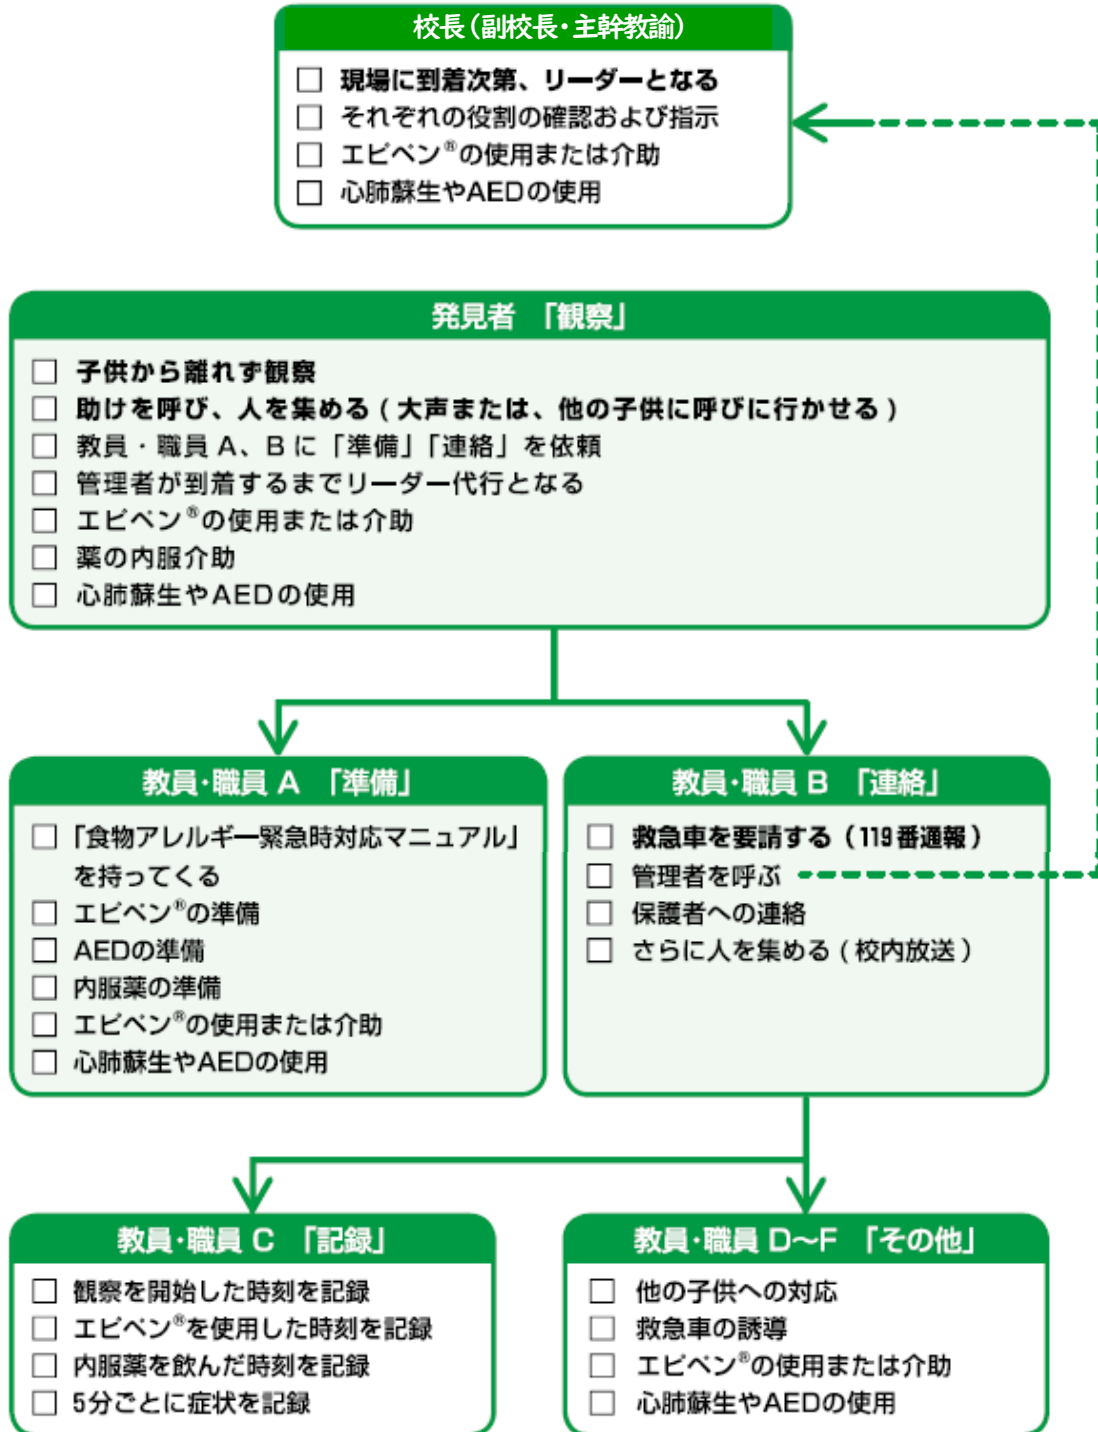 校長（副校長・主幹教諭）
□ 現場に到着次第、リーダーとなる
□ それぞれの役割の確認および指示
□ エピペン®の使用または介助
□ 心肺蘇生やAEDの使用
発見者 「観察」
□ 子供から離れず観察
□ 助けを呼び、人を集める（大声または、他の子供に呼びに行かせる）
□ 教員・職員 A、B に「準備」「連絡」を依頼
□ 管理者が到着するまでリーダー代行となる
□ エピペン®の使用または介助
□ 薬の内服介助
□ 心肺蘇生やAEDの使用
教員・職員 A 「準備」
□ 「食物アレルギー緊急時対応マニュアル」
を持ってくる
□ エピペン®の準備
□ AEDの準備
□ 内服薬の準備
□ エピペン®の使用または介助
□ 心肺蘇生やAEDの使用
教員・職員 B 「連絡」
□ 救急車を要請する（119番通報）
□ 管理者を呼ぶ
□ 保護者への連絡
□ さらに人を集める（校内放送）
教員・職員 C 「記録」
□ 観察を開始した時刻を記録
□ エピペン®を使用した時刻を記録
□ 内服薬を飲んだ時刻を記録
□ 5分ごとに症状を記録
教員・職員 D～F 「その他」
□ 他の子供への対応
□ 救急車の誘導
□ エピペン®の使用または介助
□ 心肺蘇生やAEDの使用